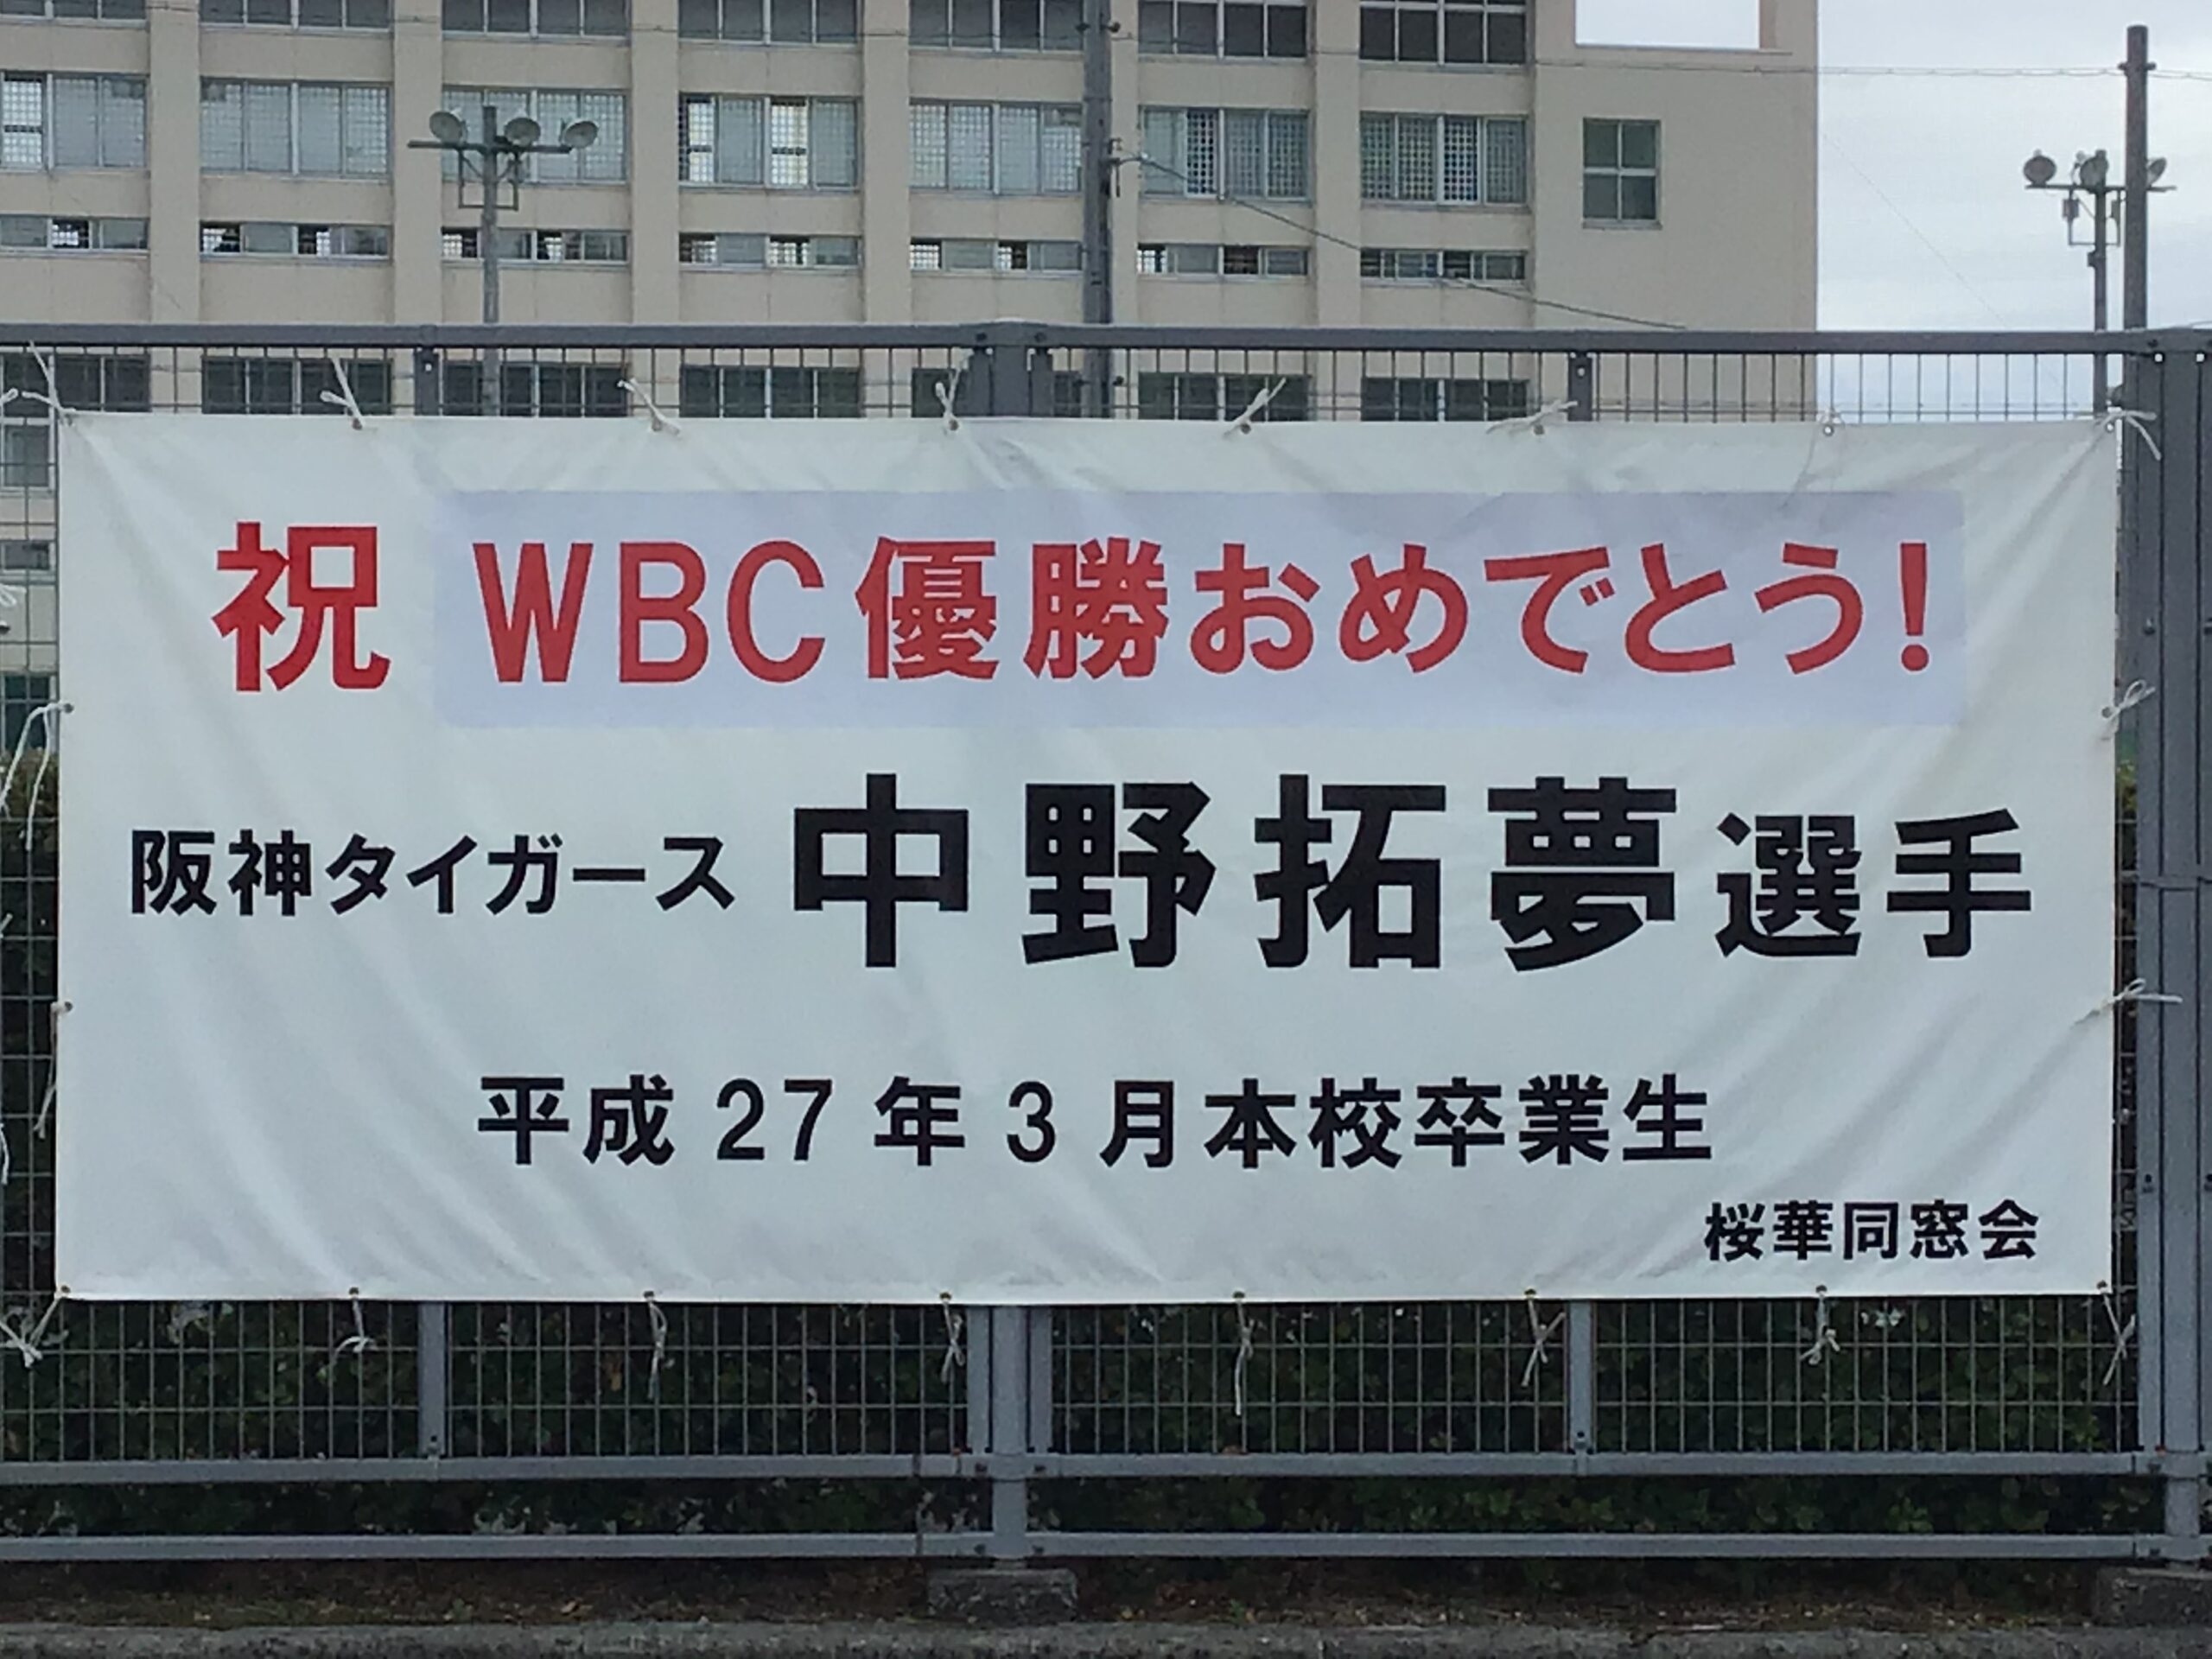 祝 WBC優勝おめでとう！
阪神タイガース 中野拓夢選手
平成 27 年 3 月本校卒業生
桜華同窓会